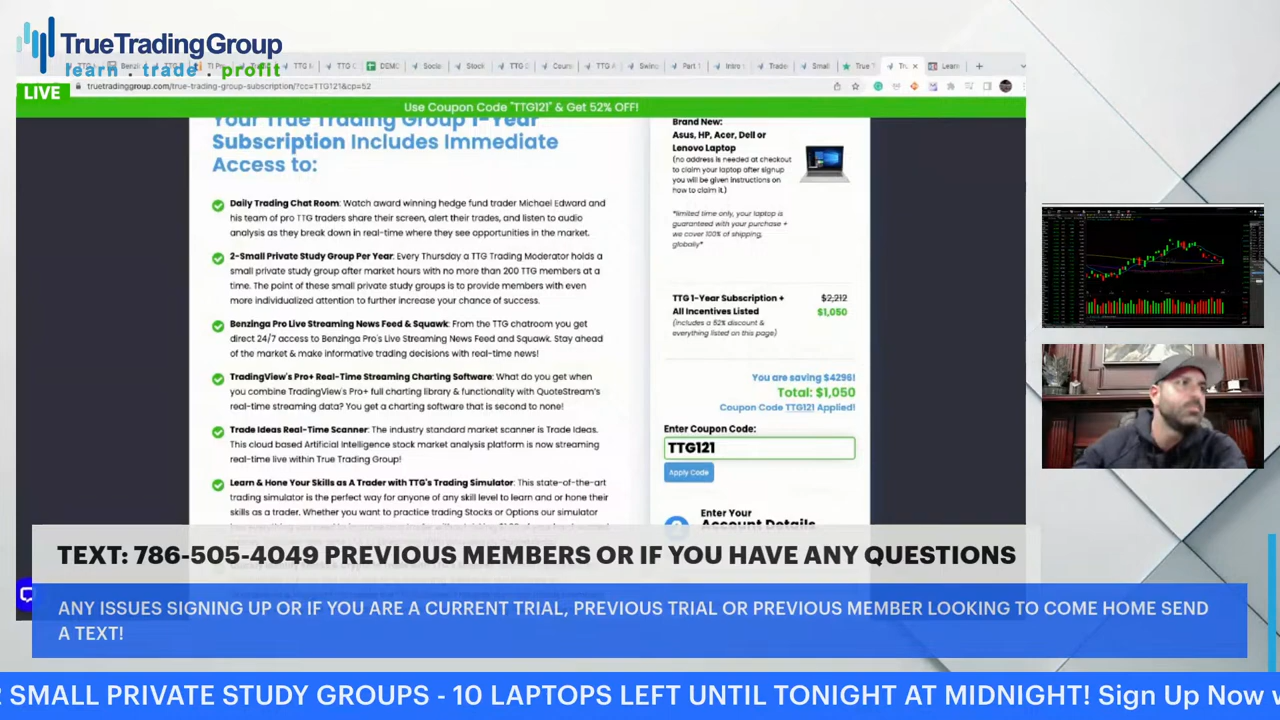 TrueTradingGroup
learn . trade . profit
LIVE
truetradinggroup.com/true-trading-group-subscription/?cc=TTG121&cp=52
Use Coupon Code "TTG121" & Get 52% OFF!
Your True Trading Group 1-Year
Subscription Includes Immediate
Access to:
Daily Trading Chat Room: Watch award winning hedge fund trader Michael Edward and
his team of pro TTG traders share their screen, alert their trades, and listen to audio
analysis as they break down in real-time where they see opportunities in the market.
2-Small Private Study Group Per Year: Every Thursday a TTG Trading Moderator holds a
small private study group after market hours with no more than 200 TTG members at a
time. The point of these small private study groups is to provide members with even
more individualized attention to further increase your chance of success.
Benzinga Pro Live Streaming News Feed & Squawk: From the TTG chatroom you get
direct 24/7 access to Benzinga Pro's Live Streaming News Feed and Squawk. Stay ahead
of the market & make informative trading decisions with real-time news!
TradingView's Pro+ Real-Time Streaming Charting Software: What do you get when
you combine TradingView's Pro+ full charting library & functionality with QuoteStream's
real-time streaming data? You get a charting software that is second to none!
Trade Ideas Real-Time Scanner: The industry standard market scanner is Trade Ideas.
This cloud based Artificial Intelligence stock market analysis platform is now streaming
real-time live within True Trading Group!
Learn & Hone Your Skills as A Trader with TTG's Trading Simulator: This state-of-the-art
trading simulator is the perfect way for anyone of any skill level to learn and or hone their
skills as a trader. Whether you want to practice trading Stocks or Options our simulator
Brand New:
Asus, HP, Acer, Dell or
Lenovo Laptop
(no address is needed at checkout
to claim your laptop after signup
you will be given instructions on
how to claim it.)
*limited time only, your laptop is
guaranteed with your purchase +
we cover 100% of shipping,
globally*
TTG 1-Year Subscription + $2,212
All Incentives Listed $1,050
(includes a 52% discount &
everything listed on this page)
You are saving $4296!
Total: $1,050
Coupon Code TTG121 Applied!
Enter Coupon Code:
TTG121
Apply Code
Enter Your
Account Details
TEXT: 786-505-4049 PREVIOUS MEMBERS OR IF YOU HAVE ANY QUESTIONS
ANY ISSUES SIGNING UP OR IF YOU ARE A CURRENT TRIAL, PREVIOUS TRIAL OR PREVIOUS MEMBER LOOKING TO COME HOME SEND
A TEXT!
SMALL PRIVATE STUDY GROUPS - 10 LAPTOPS LEFT UNTIL TONIGHT AT MIDNIGHT! Sign Up Now